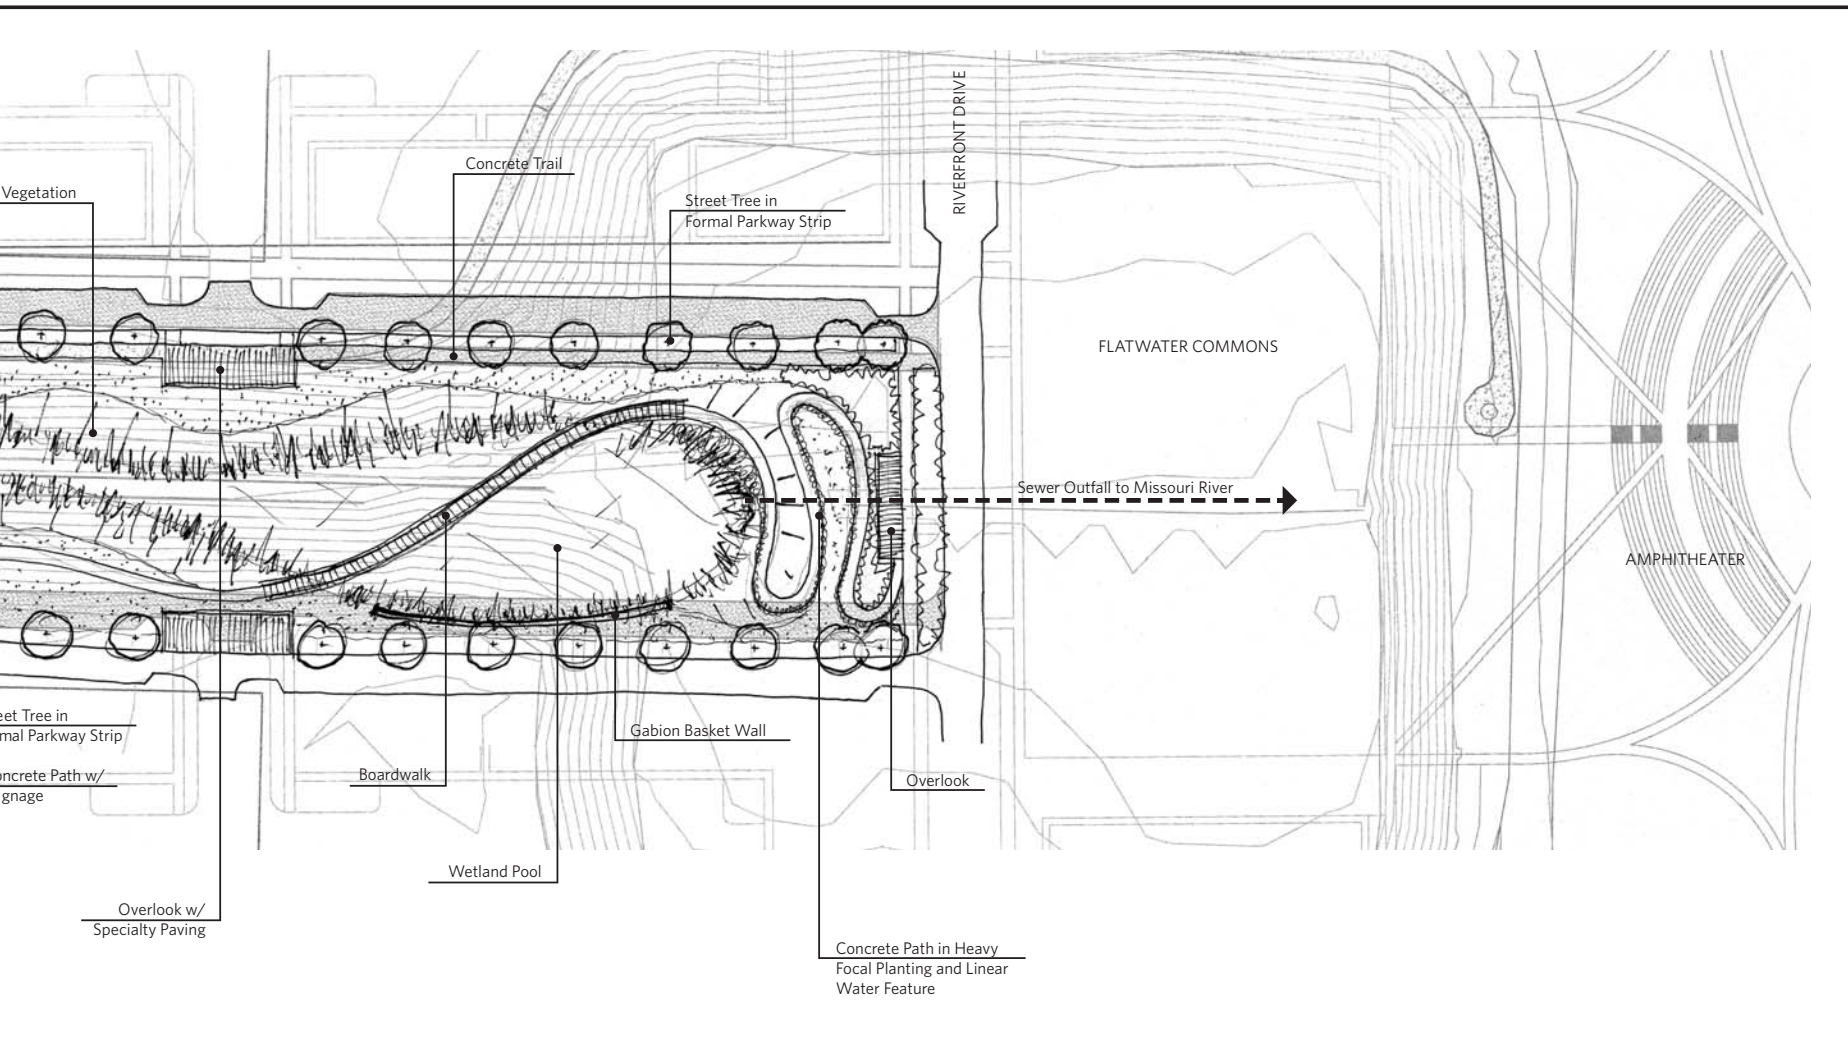 RIVERFRONT DRIVE
Concrete Trail
Vegetation
Street Tree in
Formal Parkway Strip
FLATWATER COMMONS
Sewer Outfall to Missouri River
AMPHITHEATER
eet Tree in
mal Parkway Strip
oncrete Path w/
gnage
Gabion Basket Wall
Boardwalk
Overlook
Wetland Pool
Overlook w/
Specialty Paving
Concrete Path in Heavy
Focal Planting and Linear
Water Feature